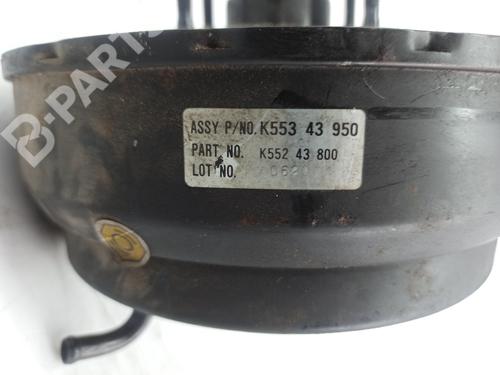 B-PARTS
ASSY P/NO. K553 43 950
PART NO. K552 43 800
LOT NO.